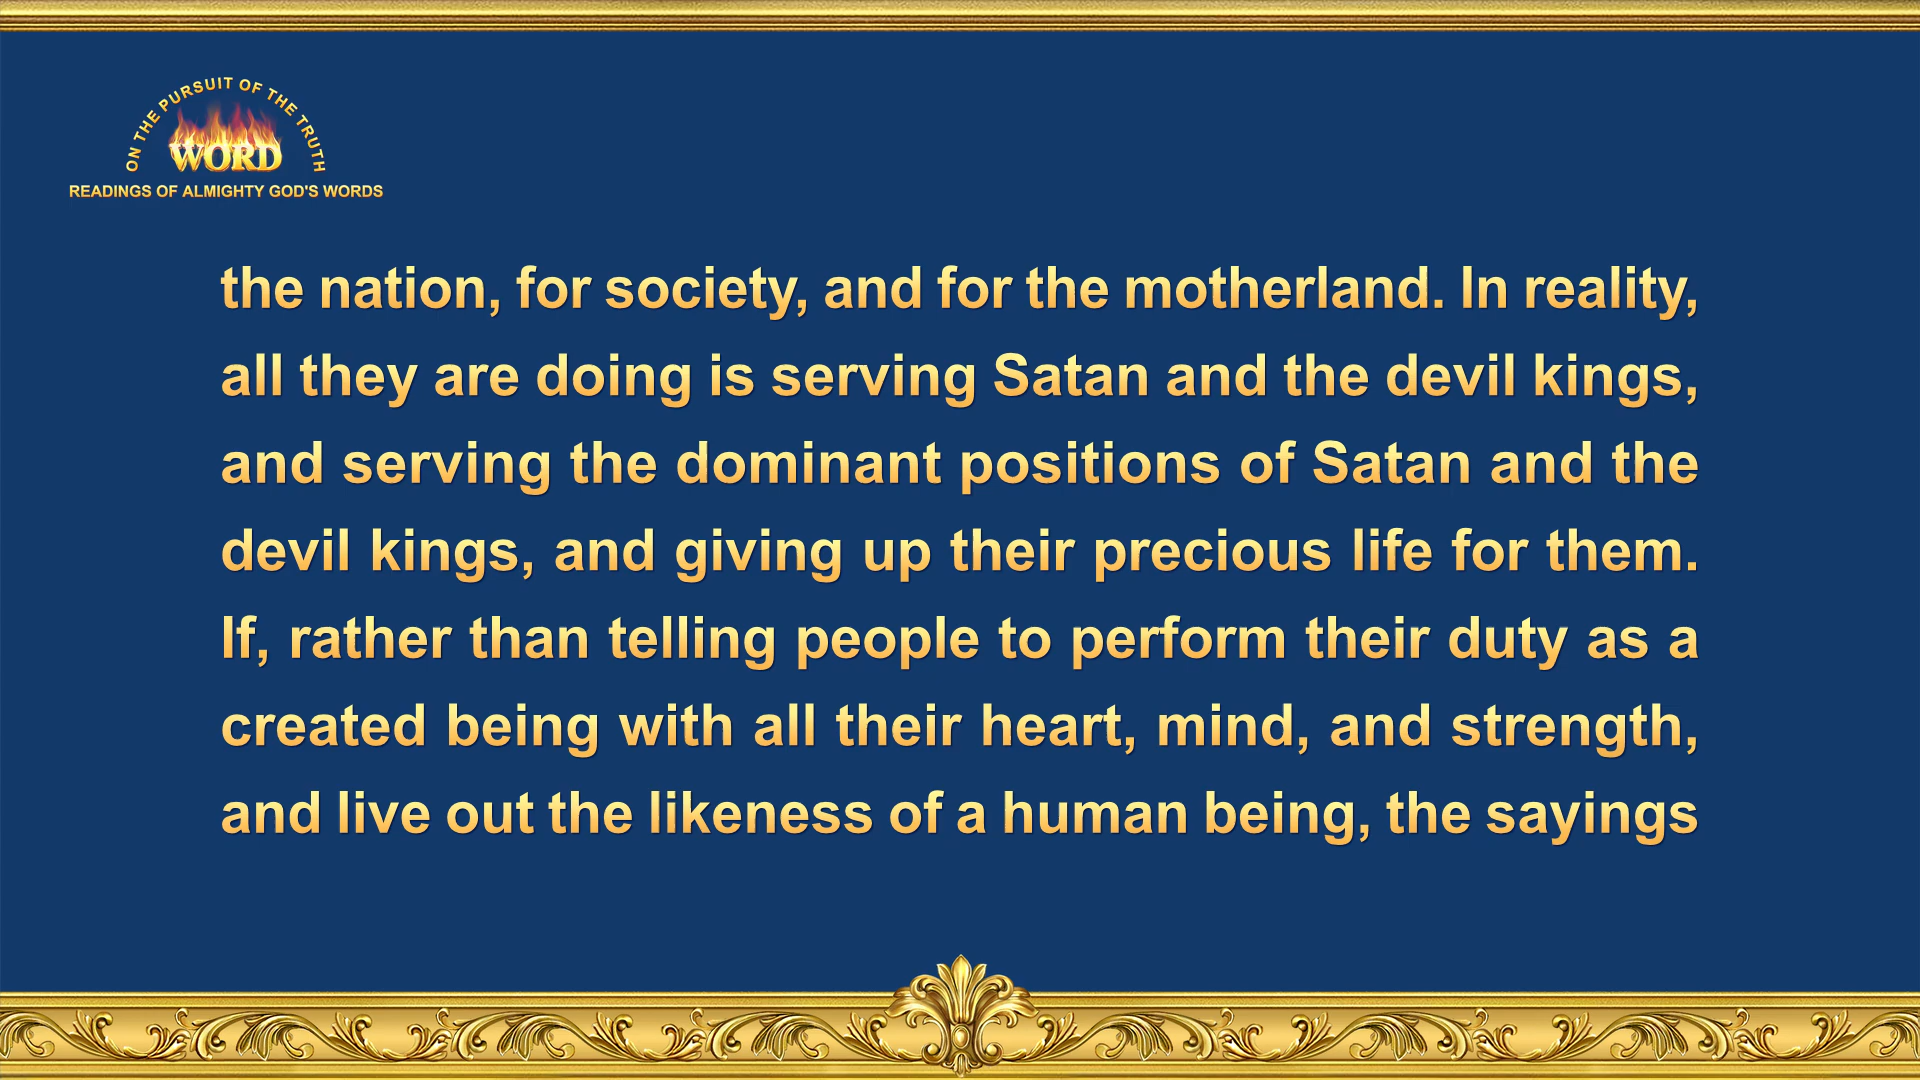 ON THE PURSUIT OF THE TRUTH
WORD
READINGS OF ALMIGHTY GOD'S WORDS
the nation, for society, and for the motherland. In reality,
all they are doing is serving Satan and the devil kings,
and serving the dominant positions of Satan and the
devil kings, and giving up their precious life for them.
If, rather than telling people to perform their duty as a
created being with all their heart, mind, and strength,
and live out the likeness of a human being, the sayings